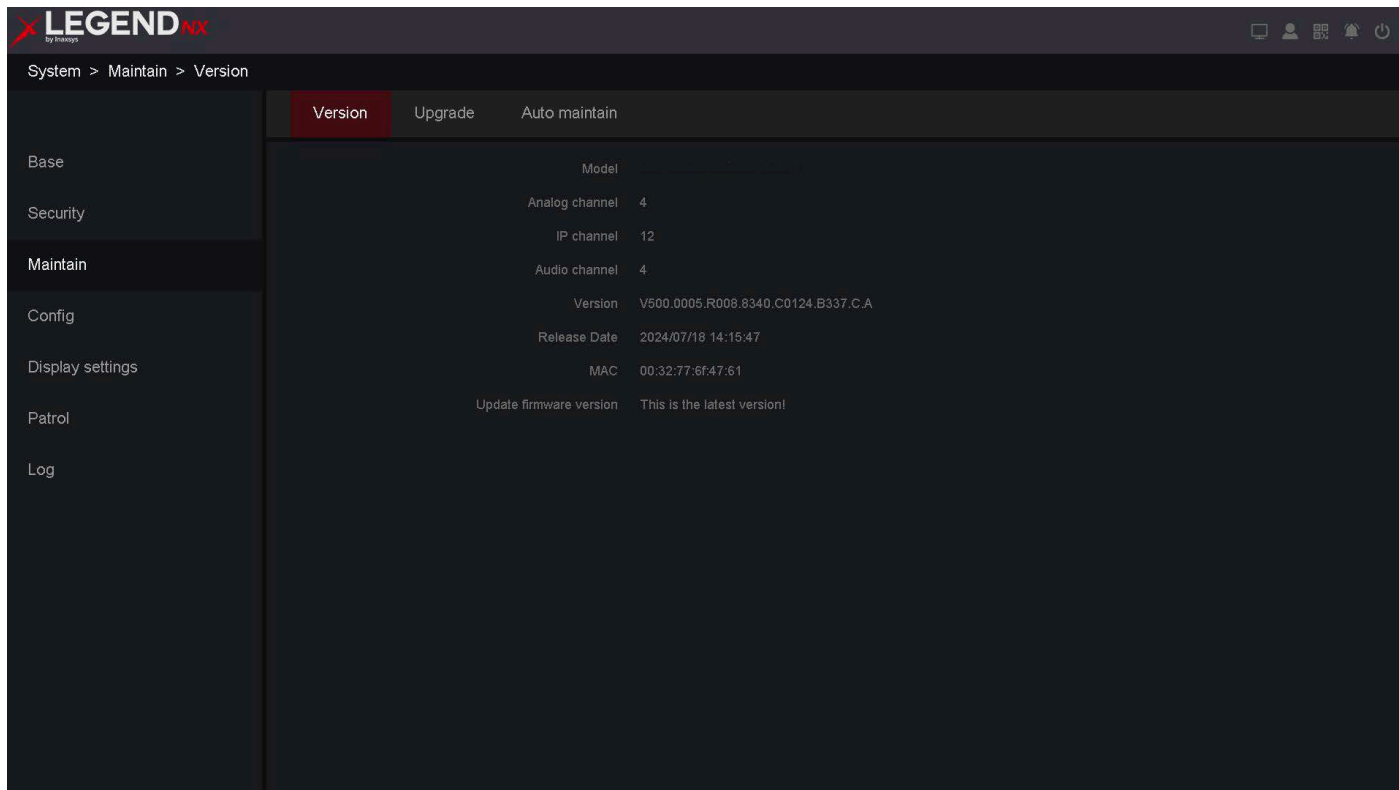 LEGEND NX
by Inaxsys
System > Maintain > Version
Version Upgrade Auto maintain
Base
Security
Maintain
Config
Display settings
Patrol
Log
Model
Analog channel 4
IP channel 12
Audio channel 4
Version V500.0005.R008.8340.C0124.B337.C.A
Release Date 2024/07/18 14:15:47
MAC 00:32:77:6f:47:61
Update firmware version This is the latest version!